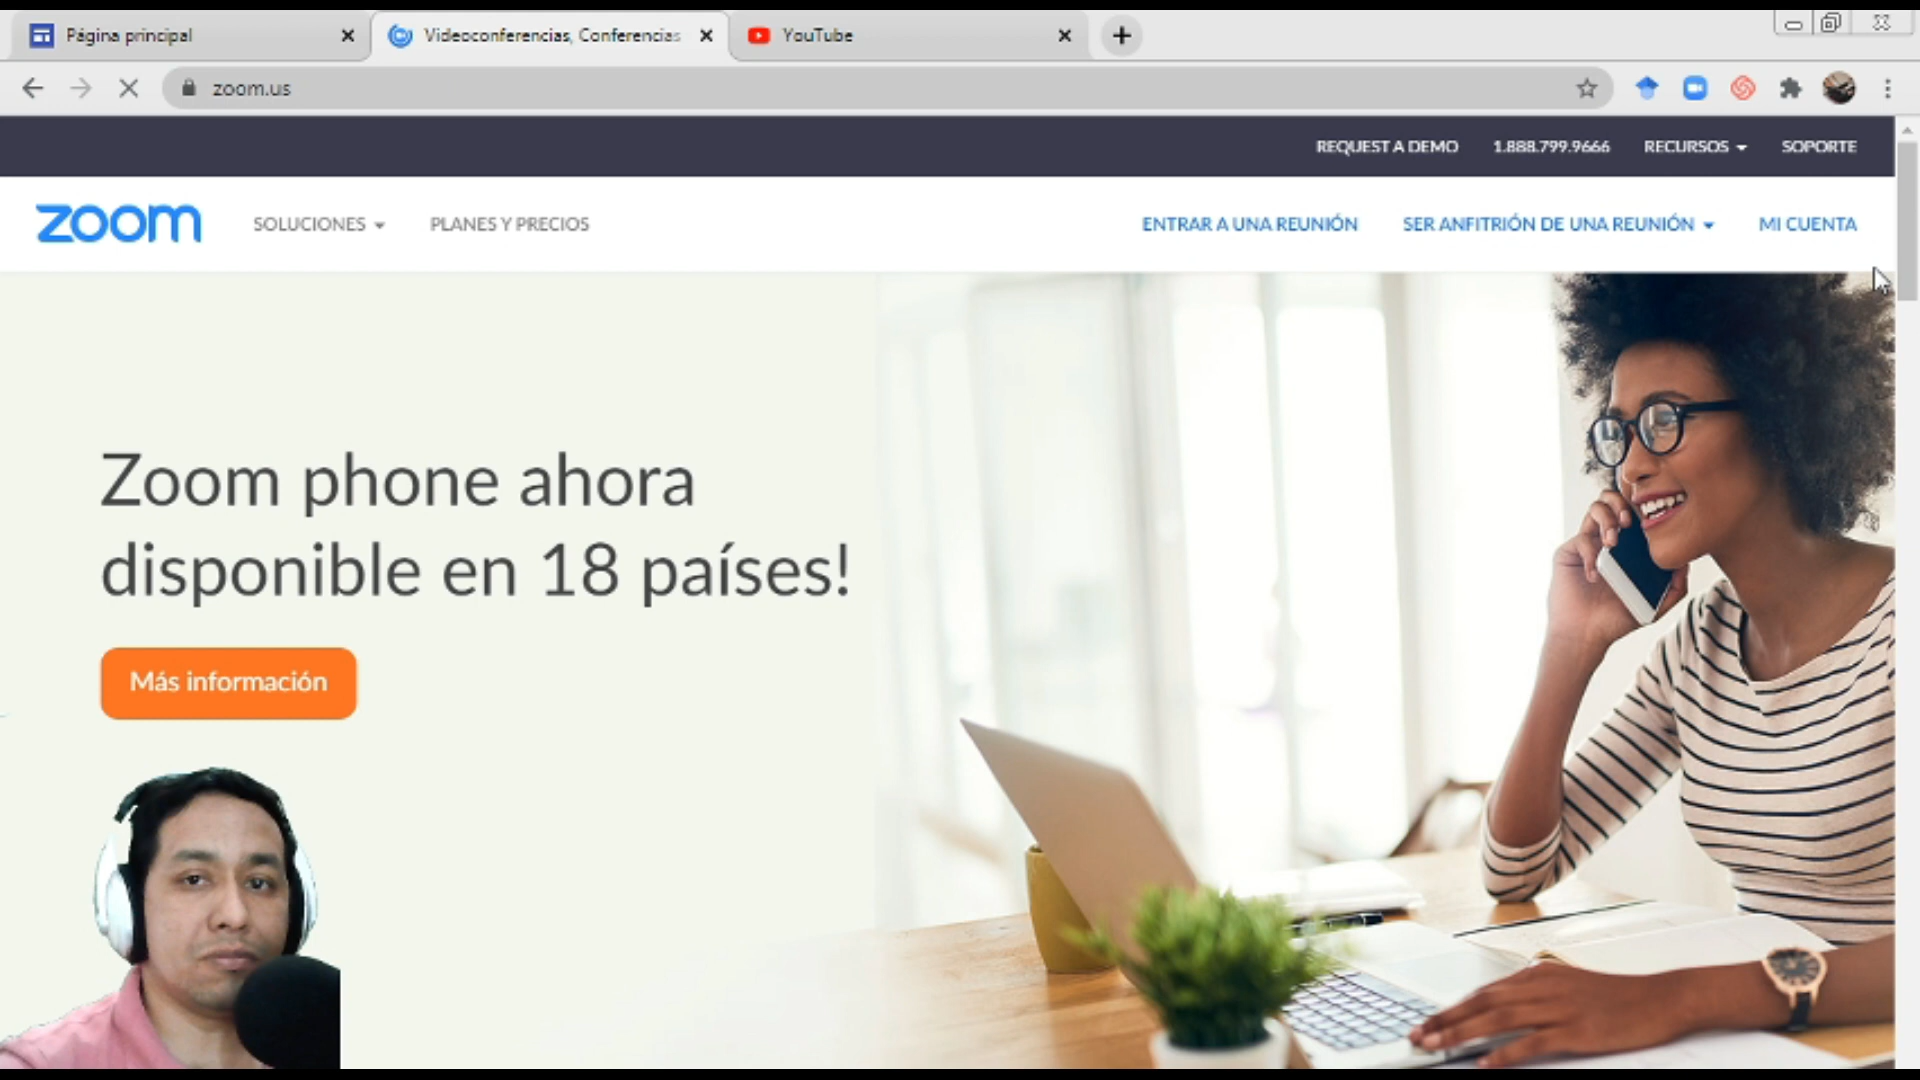 Página principal
Videoconferencias, Conferencias
YouTube
zoom.us
REQUEST A DEMO
1.888.799.9666
RECURSOS
SOPORTE
zoom
SOLUCIONES
PLANES Y PRECIOS
ENTRAR A UNA REUNIÓN
SER ANFITRIÓN DE UNA REUNIÓN
MI CUENTA
Zoom phone ahora
disponible en 18 países!
Más información